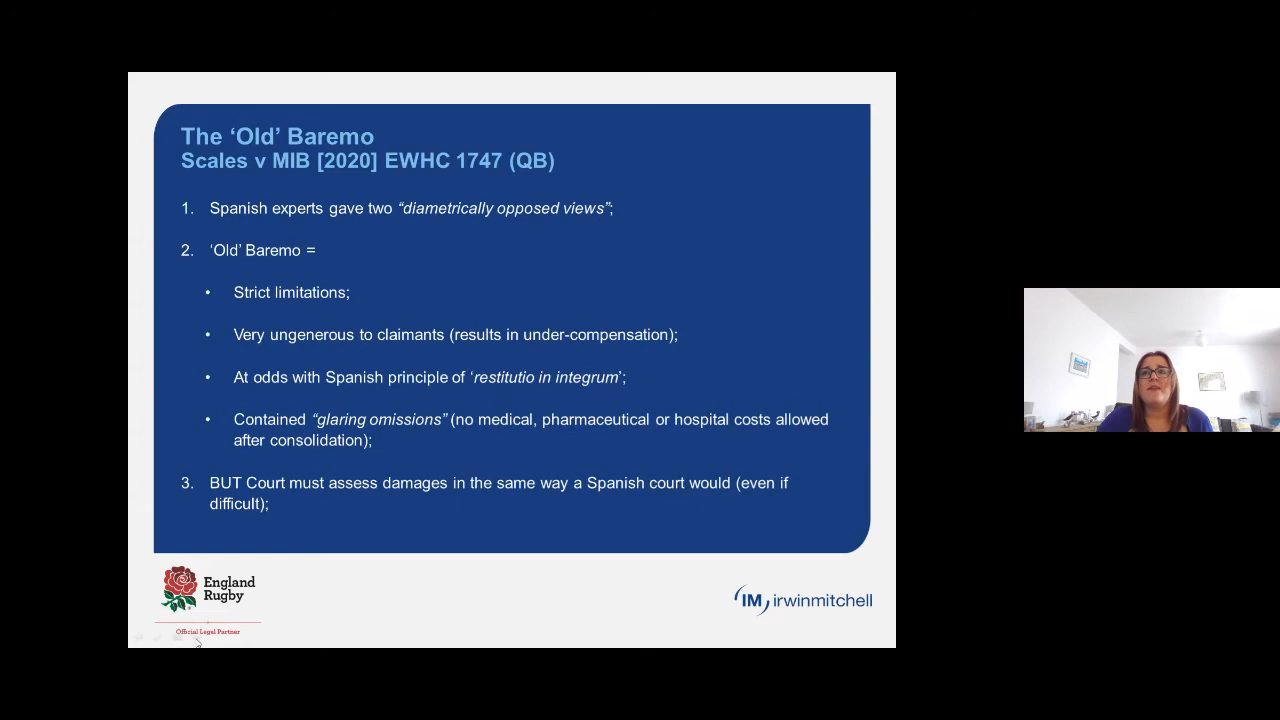 The ‘Old’ Baremo
Scales v MIB [2020] EWHC 1747 (QB)
1. Spanish experts gave two “diametrically opposed views”;
2. ‘Old’ Baremo =
• Strict limitations;
• Very ungenerous to claimants (results in under-compensation);
• At odds with Spanish principle of ‘restitutio in integrum’;
• Contained “glaring omissions” (no medical, pharmaceutical or hospital costs allowed
after consolidation);
3. BUT Court must assess damages in the same way a Spanish court would (even if
difficult);
England
Rugby
Official Legal Partner
IM irwinmitchell